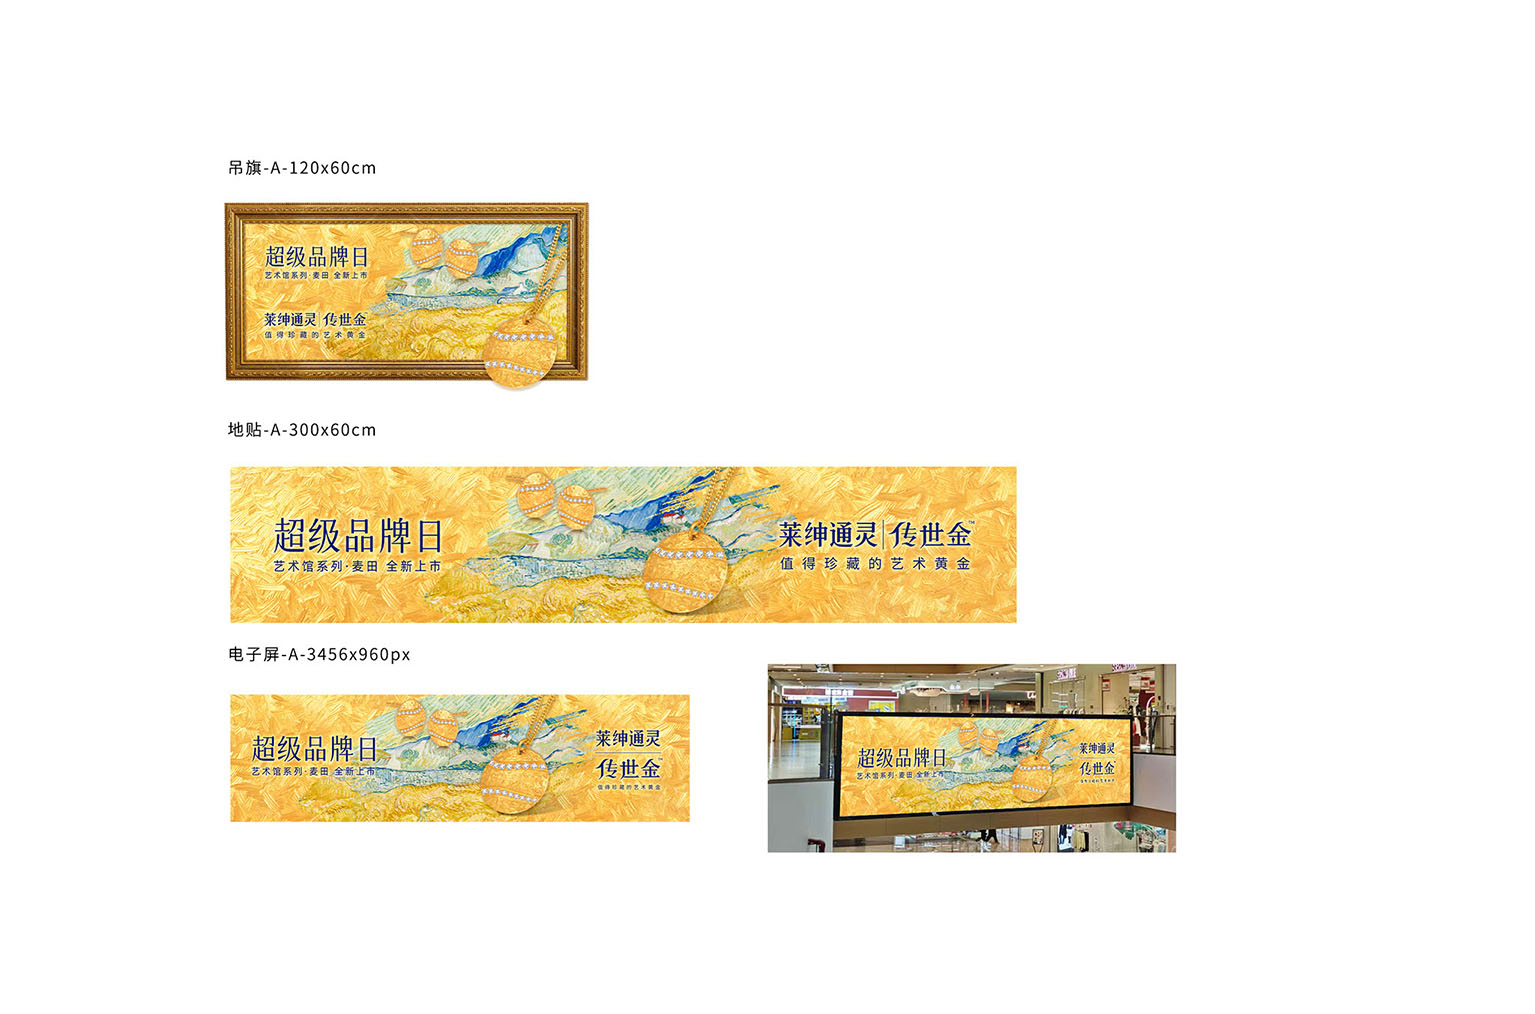 吊旗-A-120x60cm
超级品牌日
艺术馆系列·麦田 全新上市
莱绅通灵|传世金
值得珍藏的艺术黄金
地贴-A-300x60cm
超级品牌日
艺术馆系列·麦田 全新上市
莱绅通灵|传世金™
值得珍藏的艺术黄金
电子屏-A-3456x960px
超级品牌日
艺术馆系列·麦田 全新上市
莱绅通灵
传世金
值得珍藏的艺术黄金
超级品牌日
艺术馆系列·麦田 全新上市
莱绅通灵
传世金